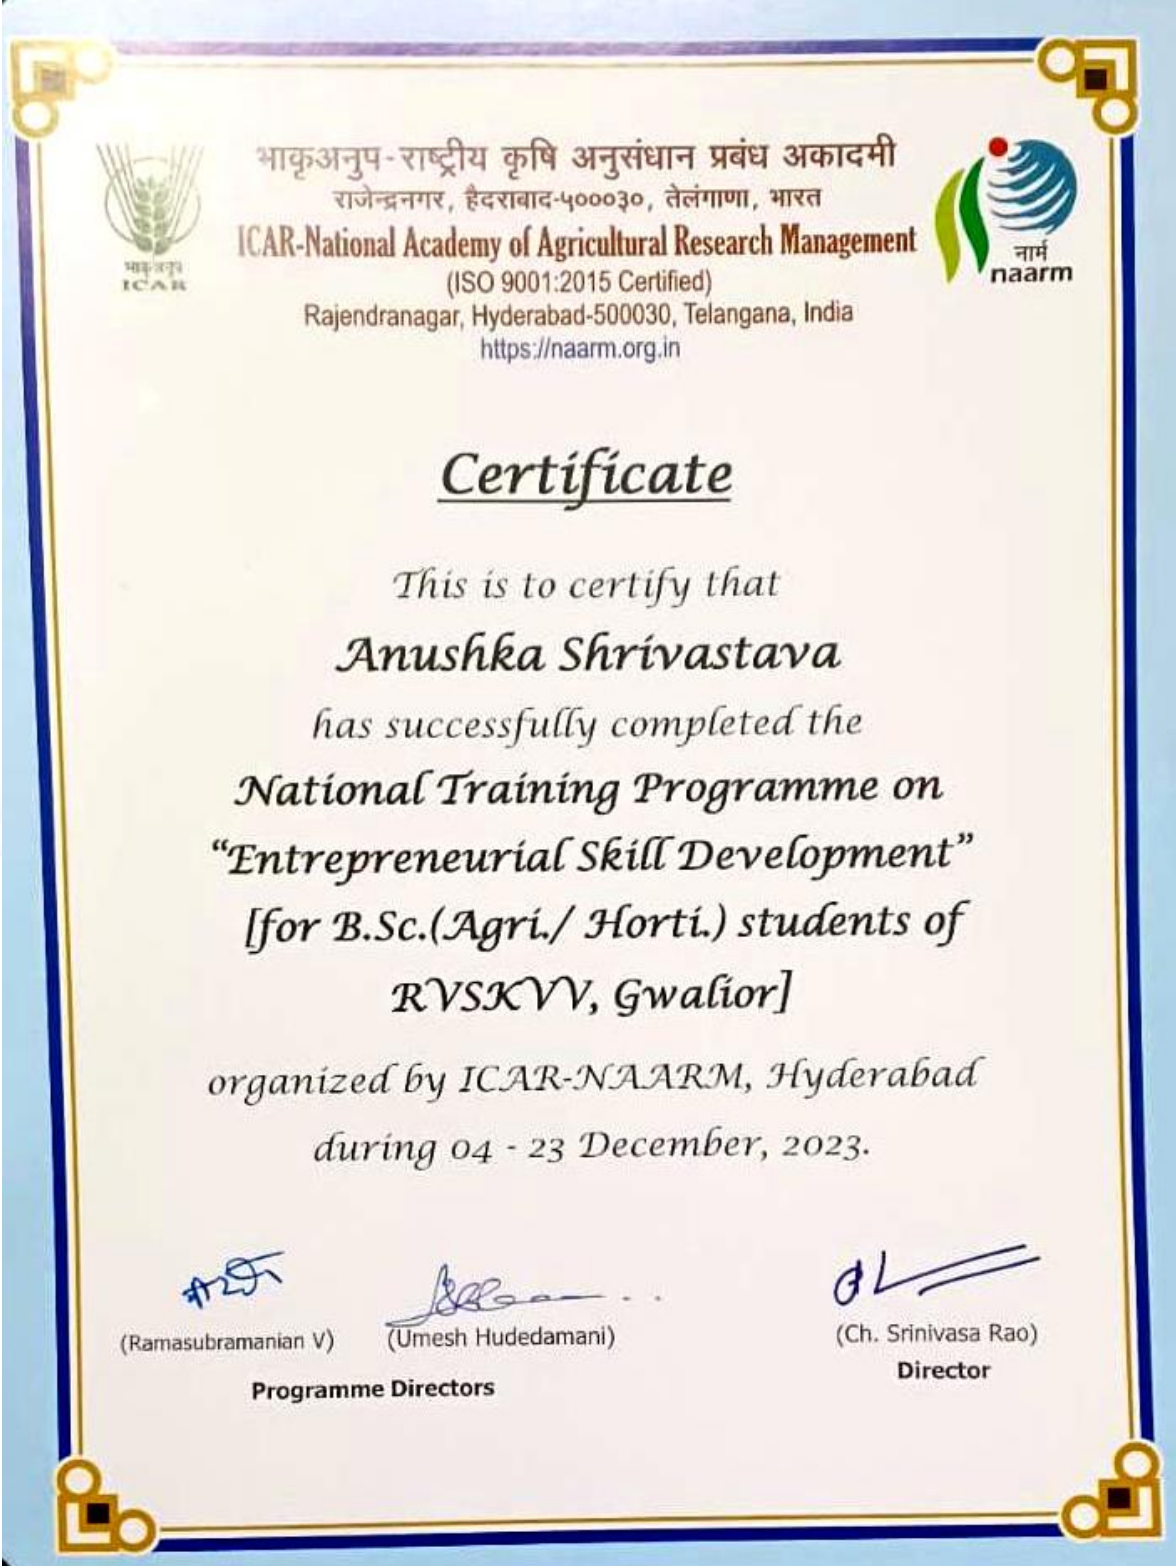 भाकृअनुप-राष्ट्रीय कृषि अनुसंधान प्रबंध अकादमी
राजेन्द्रनगर, हैदराबाद-५०००३०, तेलंगाणा, भारत
ICAR-National Academy of Agricultural Research Management
(ISO 9001:2015 Certified)
Rajendranagar, Hyderabad-500030, Telangana, India
https://naarm.org.in
भाकृअनुप
ICAR
नार्म
naarm
Certificate
This is to certify that
Anushka Shrivastava
has successfully completed the
National Training Programme on
“Entrepreneurial Skill Development”
[for B.Sc.(Agri./ Horti.) students of
RVSKVV, Gwalior]
organized by ICAR-NAARM, Hyderabad
during 04 - 23 December, 2023.
(Ramasubramanian V)
(Umesh Hudedamani)
(Ch. Srinivasa Rao)
Programme Directors
Director